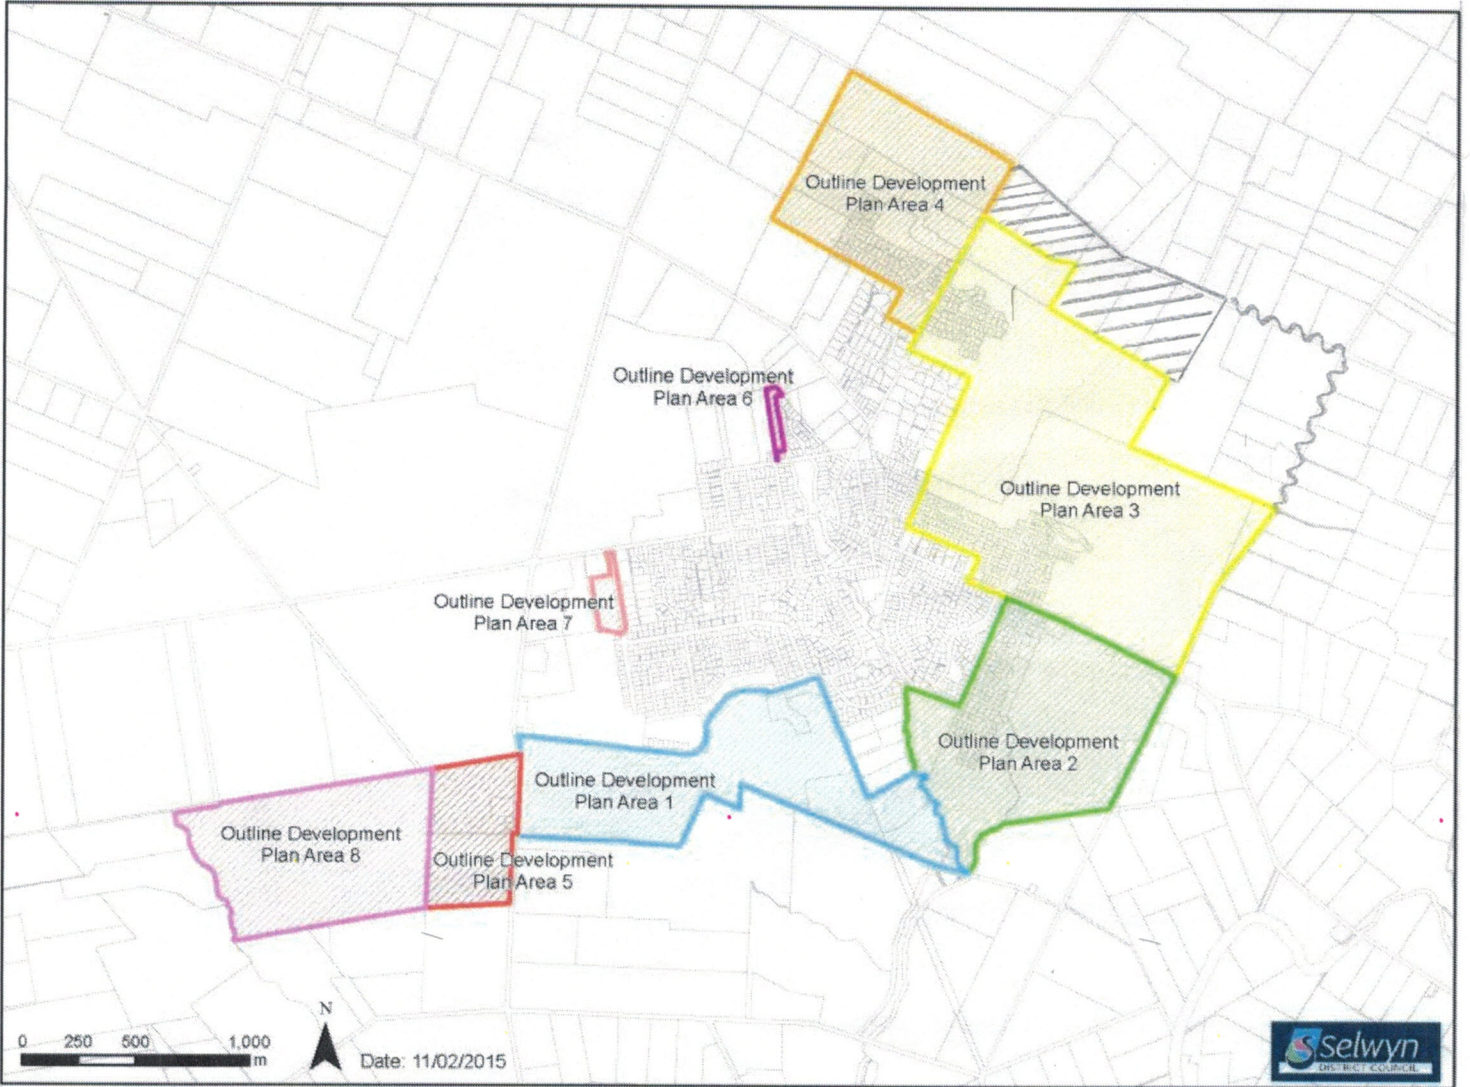 Outline Development
Plan Area 4
Outline Development
Plan Area 6
Outline Development
Plan Area 3
Outline Development
Plan Area 7
Outline Development
Plan Area 2
Outline Development
Plan Area 1
Outline Development
Plan Area 8
Outline Development
Plan Area 5
N
0 250 500 1,000
m
Date: 11/02/2015
Selwyn
DISTRICT COUNCIL